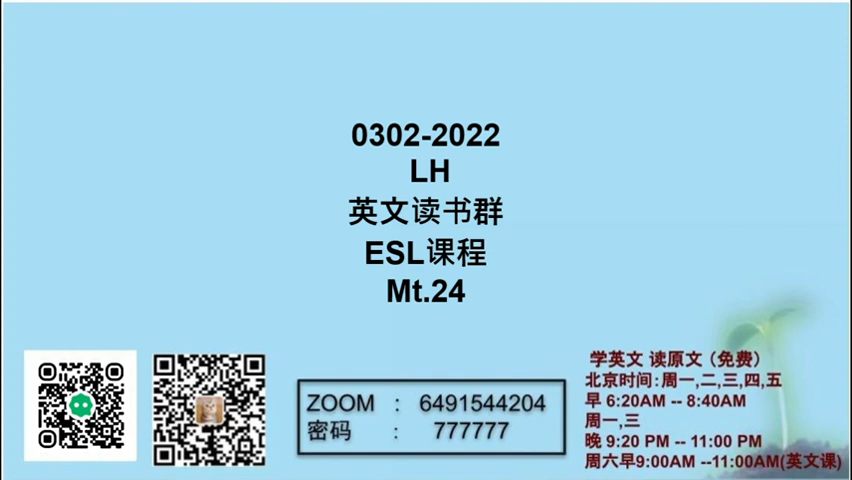 0302-2022
LH
英文读书群
ESL课程
Mt.24
ZOOM : 6491544204
密码 : 777777
学英文 读原文（免费）
北京时间:周一,二,三,四,五
早 6:20AM -- 8:40AM
周一,三
晚 9:20 PM -- 11:00 PM
周六早9:00AM --11:00AM(英文课)